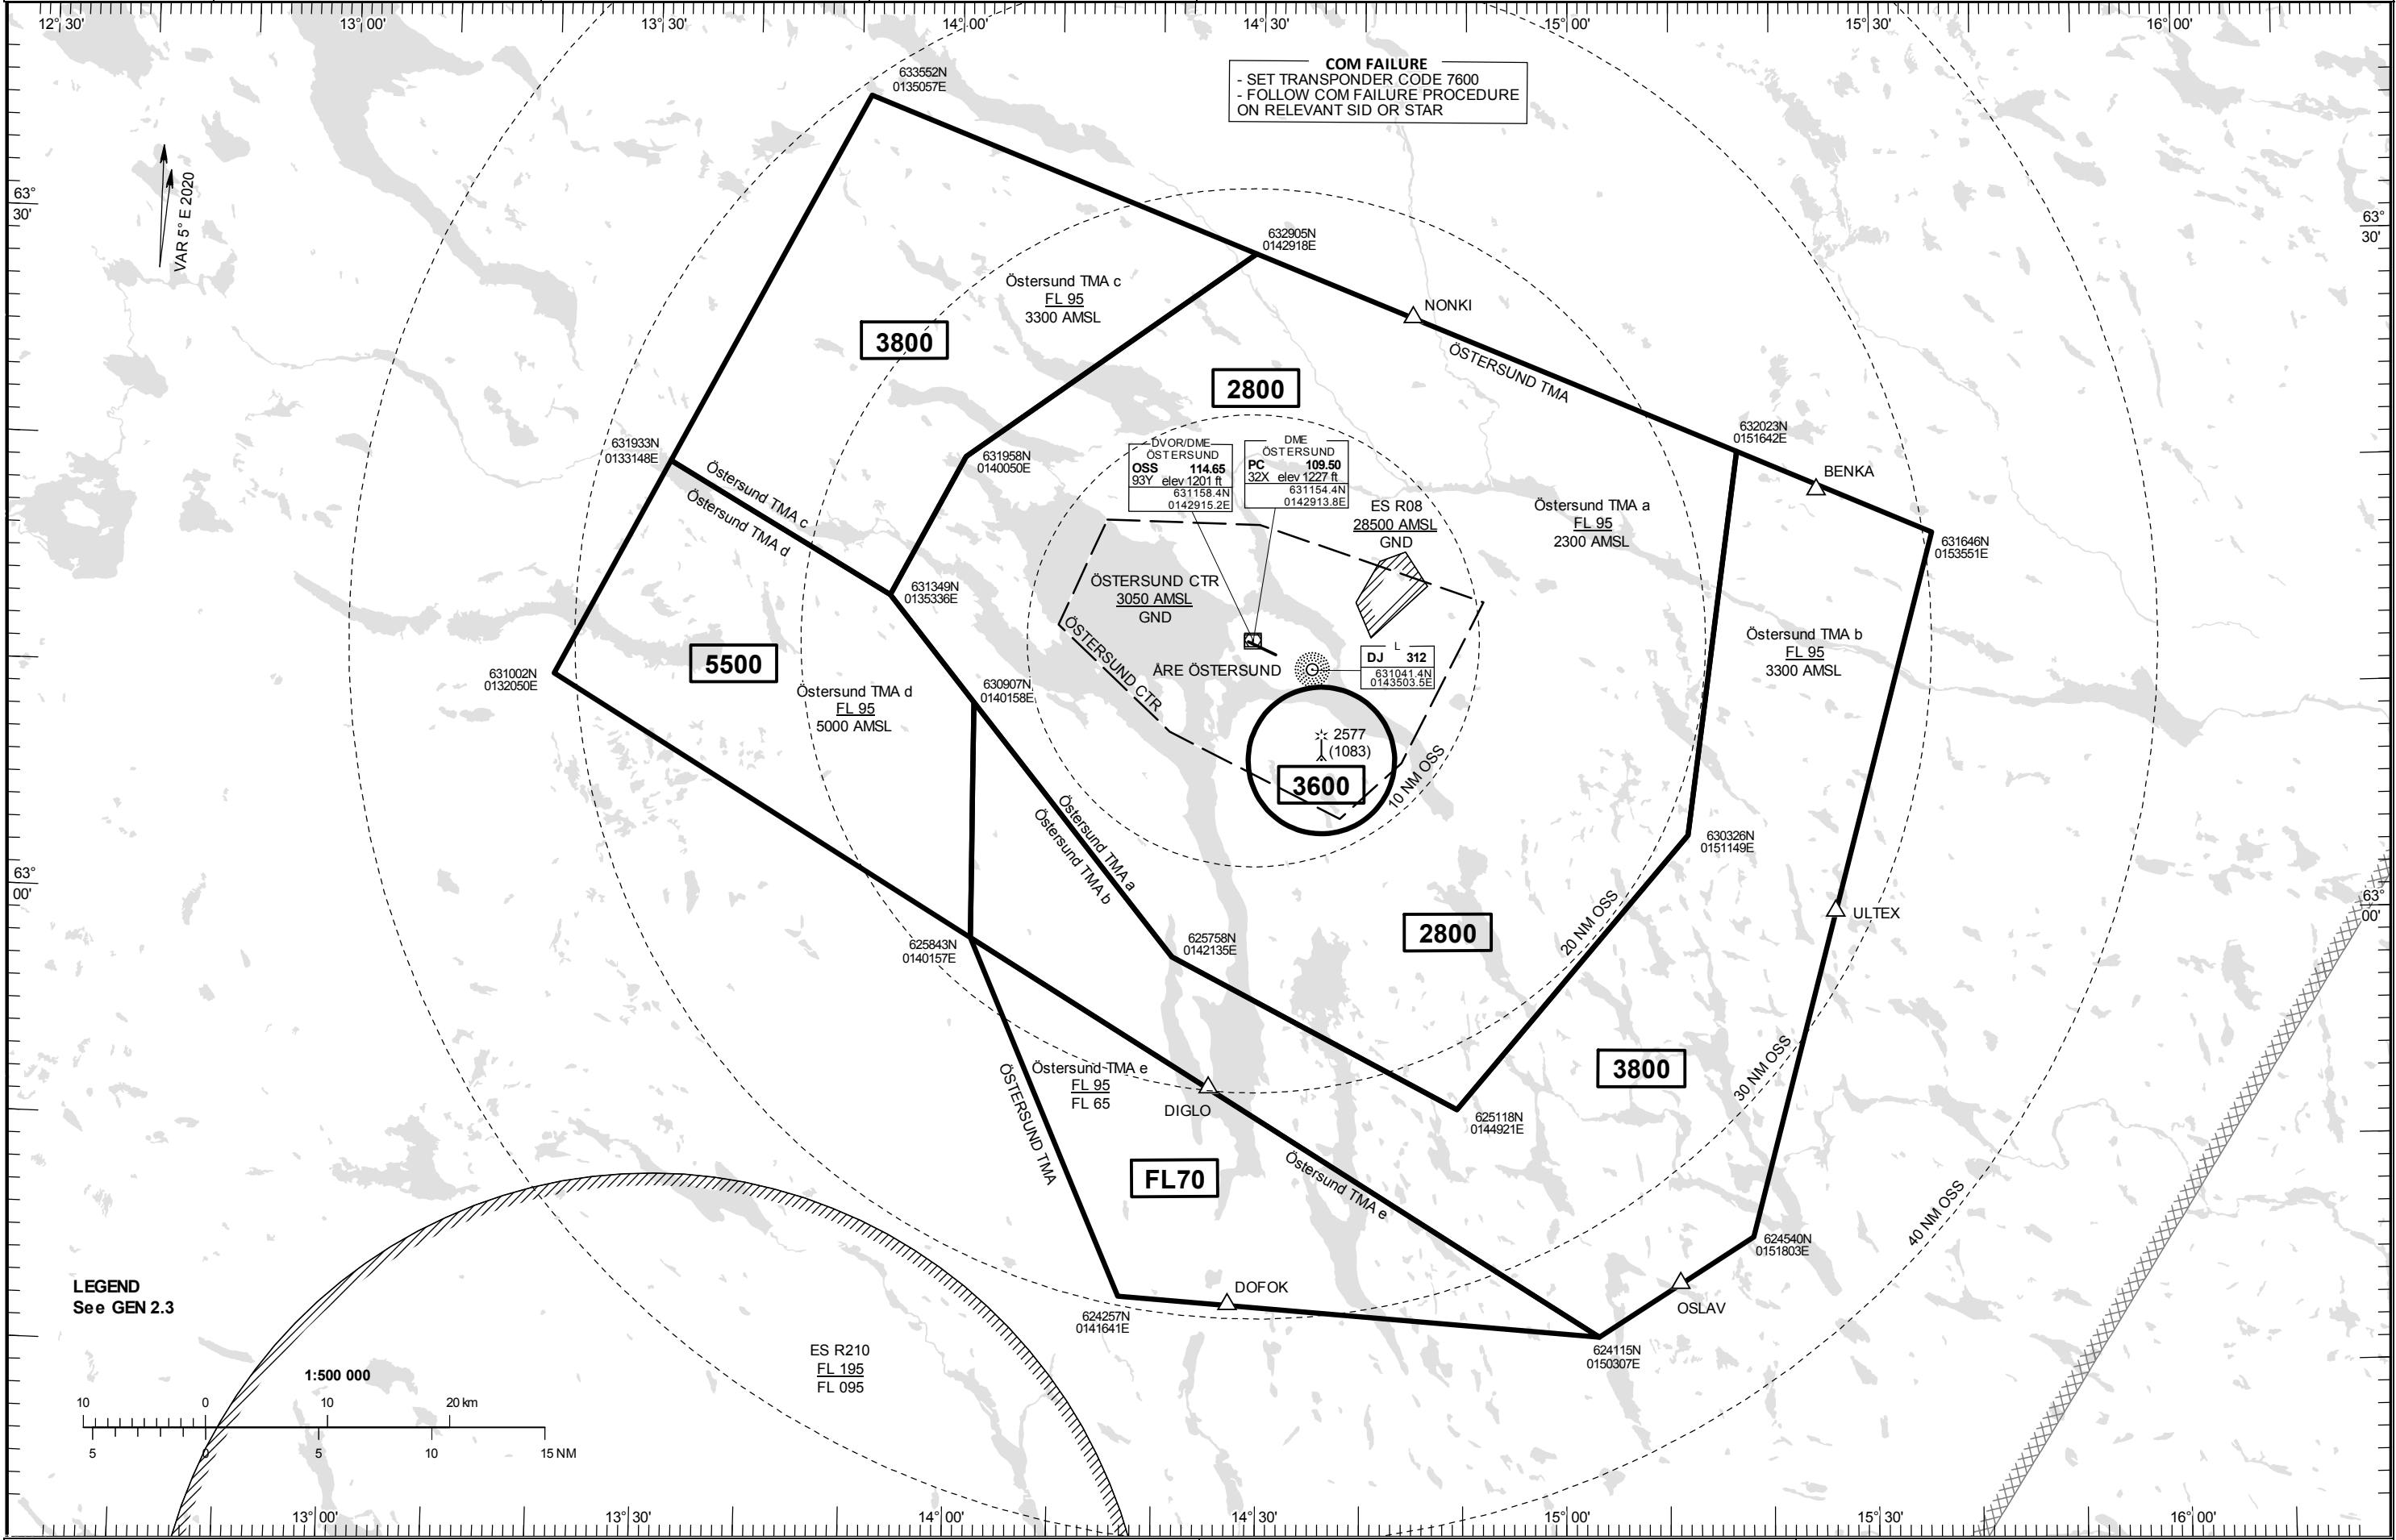 12° 30'
13° 00'
13° 30'
14° 00'
14° 30'
15° 00'
15° 30'
16° 00'
COM FAILURE
- SET TRANSPONDER CODE 7600
- FOLLOW COM FAILURE PROCEDURE
ON RELEVANT SID OR STAR
633552N
0135057E
VAR 5° E 2020
63°
30'
63°
30'
632905N
0142918E
Östersund TMA c
FL 95
3300 AMSL
NONKI
3800
ÖSTERSUND TMA
2800
632023N
0151642E
631933N
0133148E
631958N
0140050E
DVOR/DME
ÖSTERSUND
OSS 114.65
93Y elev 1201 ft
631158.4N
0142915.2E
DME
ÖSTERSUND
PC 109.50
32X elev 1227 ft
631154.4N
0142913.8E
BENKA
Östersund TMA c
Östersund TMA d
ES R08
28500 AMSL
GND
Östersund TMA a
FL 95
2300 AMSL
631646N
0153551E
631349N
0135336E
ÖSTERSUND CTR
3050 AMSL
GND
ÖSTERSUND CTR
Östersund TMA b
FL 95
3300 AMSL
5500
631002N
0132050E
ÅRE ÖSTERSUND
L
DJ 312
631041.4N
0143503.5E
630907N
0140158E
Östersund TMA d
FL 95
5000 AMSL
2577
(1083)
3600
10 NM OSS
630326N
0151149E
Östersund TMA a
Östersund TMA b
63°
00'
63°
00'
ULTEX
2800
20 NM OSS
625758N
0142135E
625843N
0140157E
Östersund TMA e
FL 95
FL 65
DIGLO
3800
30 NM OSS
625118N
0144921E
ÖSTERSUND TMA
FL70
Östersund TMA e
40 NM OSS
624540N
0151803E
LEGEND
See GEN 2.3
DOFOK
OSLAV
624257N
0141641E
624115N
0150307E
ES R210
FL 195
FL 095
1:500 000
10 0 10 20 km
5 0 5 10 15 NM
13° 00'
13° 30'
14° 00'
14° 30'
15° 00'
15° 30'
16° 00'